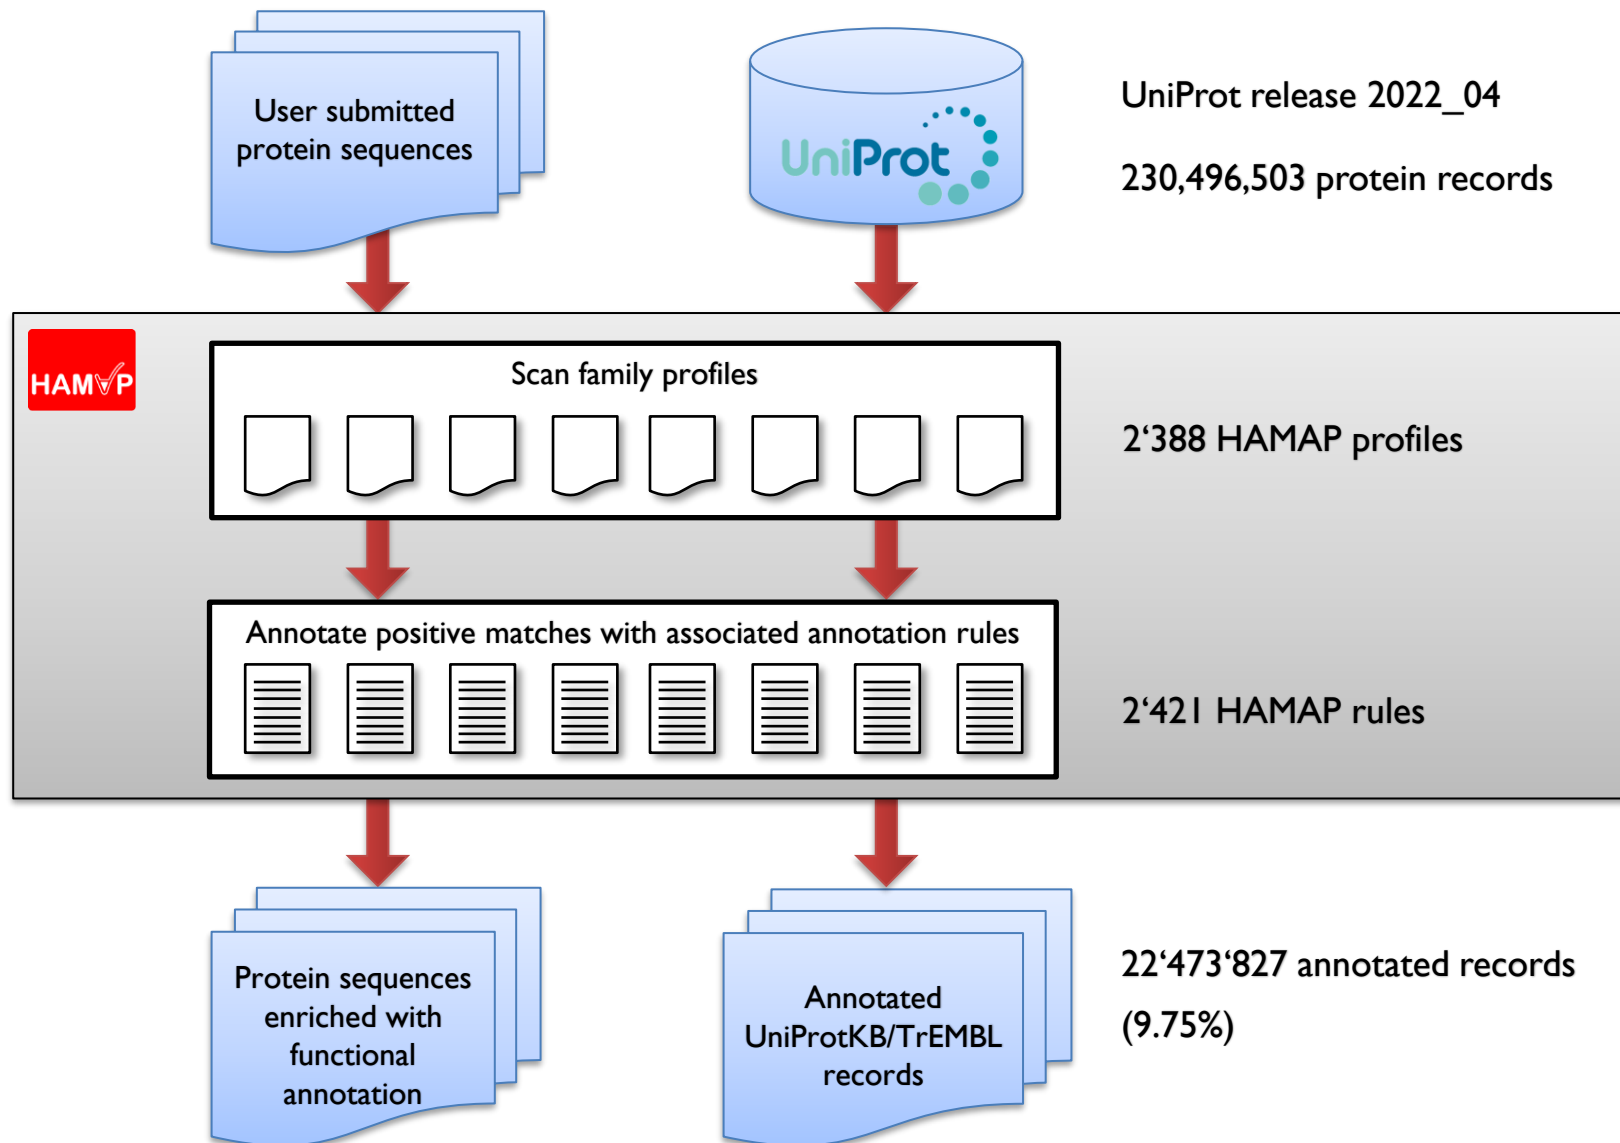 User submitted
protein sequences
UniProt
UniProt release 2022_04
230,496,503 protein records
HAMAP
Scan family profiles
2‘388 HAMAP profiles
Annotate positive matches with associated annotation rules
2‘421 HAMAP rules
Protein sequences
enriched with
functional
annotation
Annotated
UniProtKB/TrEMBL
records
22‘473‘827 annotated records
(9.75%)